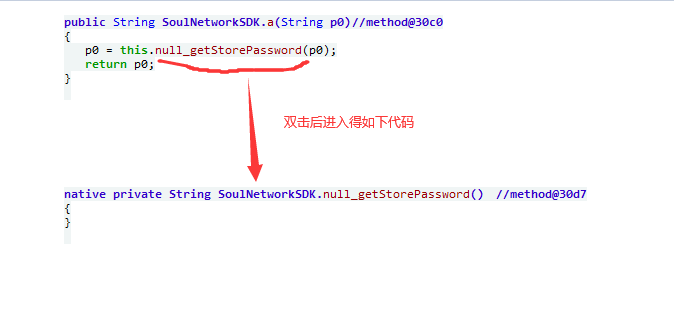 public String SoulNetworkSDK.a(String p0)//method@30c0
{
p0 = this.null_getStorePassword(p0);
return p0;
}
双击后进入得如下代码
native private String SoulNetworkSDK.null_getStorePassword() //method@30d7
{
}